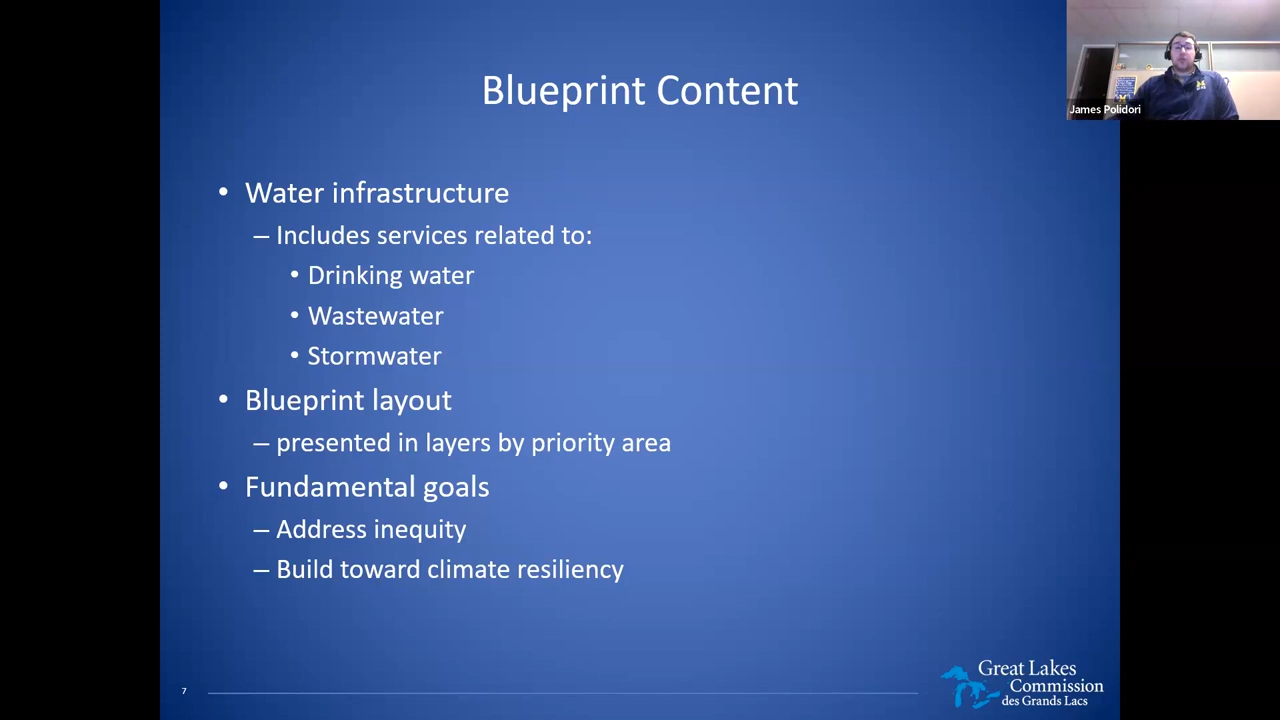 Blueprint Content
James Polidori
• Water infrastructure
– Includes services related to:
• Drinking water
• Wastewater
• Stormwater
• Blueprint layout
– presented in layers by priority area
• Fundamental goals
– Address inequity
– Build toward climate resiliency
7
Great Lakes
Commission
des Grands Lacs